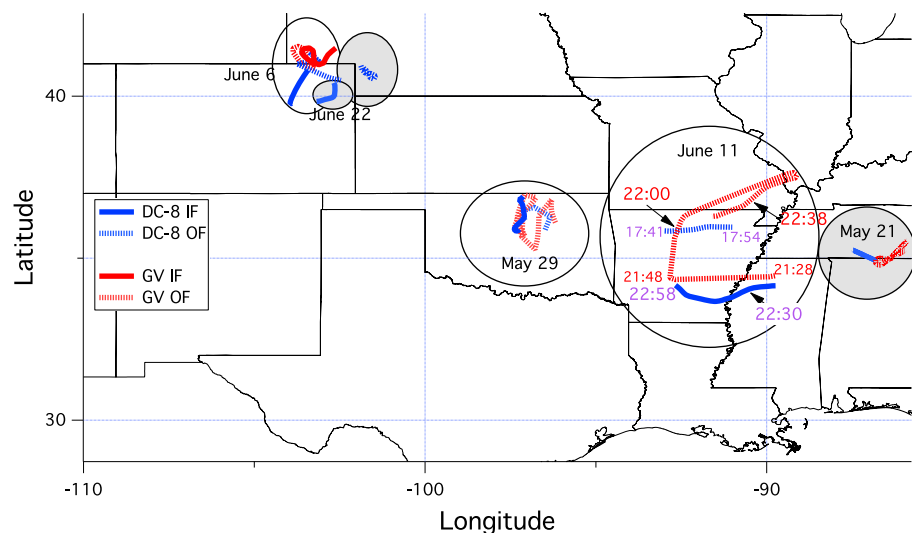 June 6
40
June 22
June 11
DC-8 IF
DC-8 OF
GV IF
GV OF
22:00
22:38
17:41
17:54
May 21
May 29
21:48
21:28
22:58
22:30
30
-110
-100
-90
Latitude
Longitude